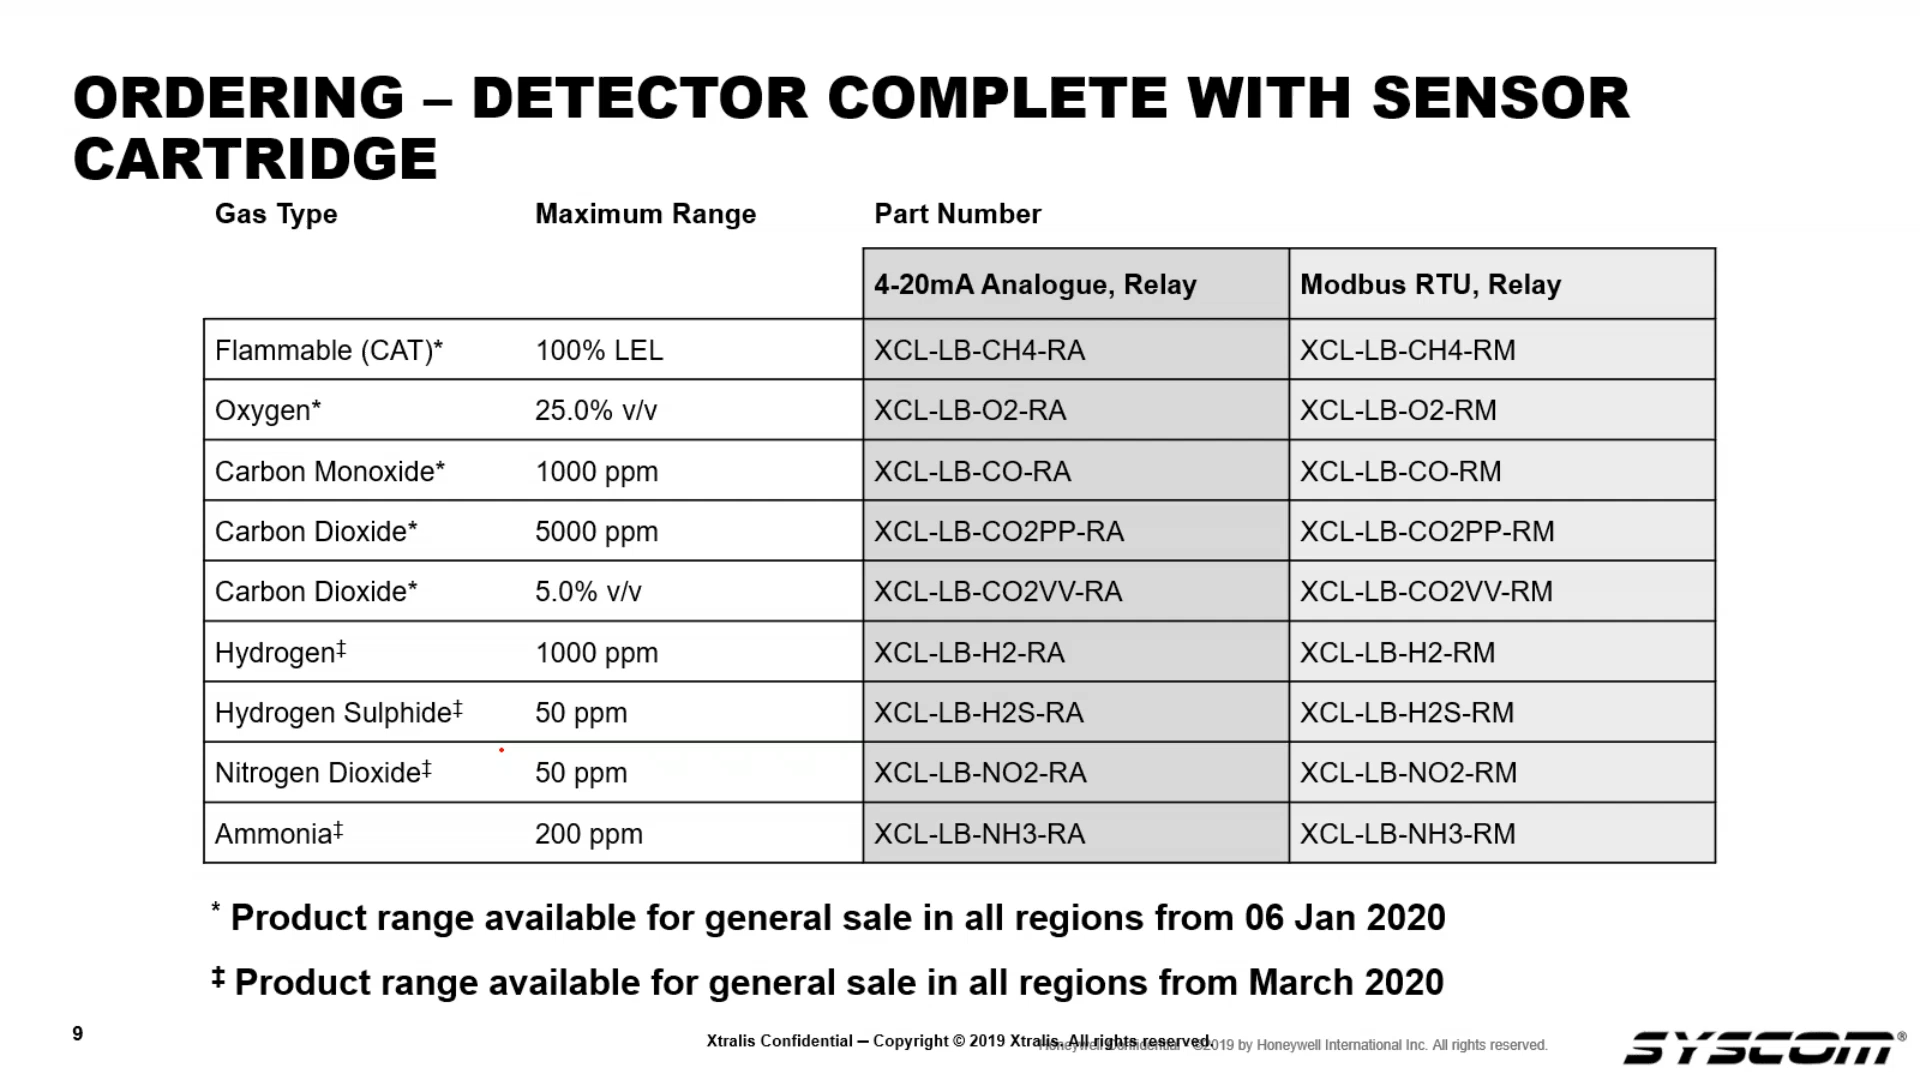 ORDERING – DETECTOR COMPLETE WITH SENSOR
CARTRIDGE
Gas Type Maximum Range Part Number
4-20mA Analogue, Relay Modbus RTU, Relay
Flammable (CAT)* 100% LEL XCL-LB-CH4-RA XCL-LB-CH4-RM
Oxygen* 25.0% v/v XCL-LB-O2-RA XCL-LB-O2-RM
Carbon Monoxide* 1000 ppm XCL-LB-CO-RA XCL-LB-CO-RM
Carbon Dioxide* 5000 ppm XCL-LB-CO2PP-RA XCL-LB-CO2PP-RM
Carbon Dioxide* 5.0% v/v XCL-LB-CO2VV-RA XCL-LB-CO2VV-RM
Hydrogen‡ 1000 ppm XCL-LB-H2-RA XCL-LB-H2-RM
Hydrogen Sulphide‡ 50 ppm XCL-LB-H2S-RA XCL-LB-H2S-RM
Nitrogen Dioxide‡ 50 ppm XCL-LB-NO2-RA XCL-LB-NO2-RM
Ammonia‡ 200 ppm XCL-LB-NH3-RA XCL-LB-NH3-RM
* Product range available for general sale in all regions from 06 Jan 2020
‡ Product range available for general sale in all regions from March 2020
9
Xtralis Confidential – Copyright © 2019 Xtralis. All rights reserved.
©2019 by Honeywell International Inc. All rights reserved.
SYSCOM®